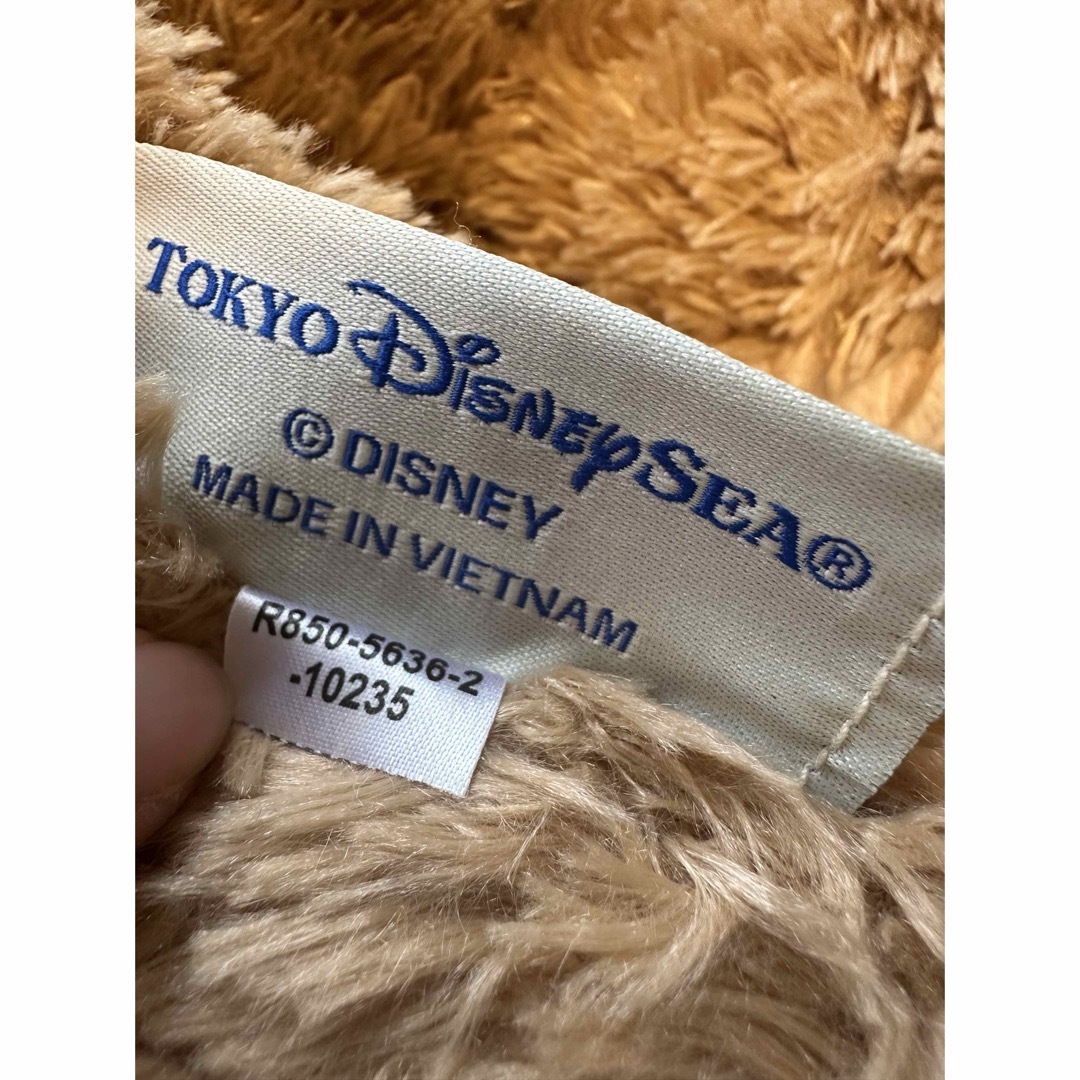 TOKYO DISNEYSEA®
© DISNEY
MADE IN VIETNAM
R850-5636-2
-10235